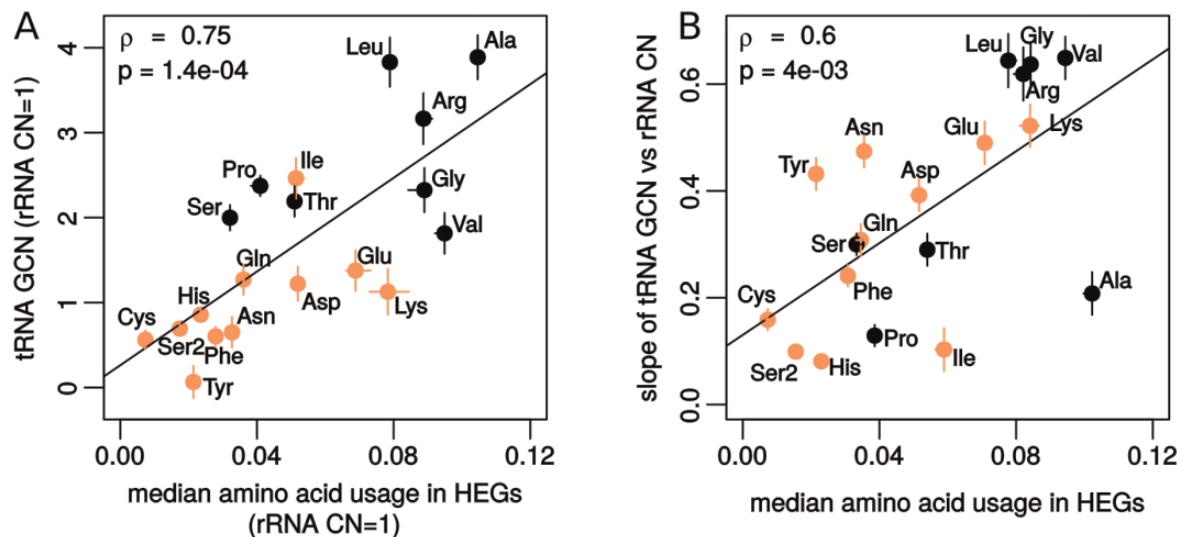 A
ρ = 0.75
p = 1.4e-04
Leu
Ala
Arg
Pro
Ile
Gly
Ser
Thr
Val
Gln
Glu
His
Asp
Lys
Cys
Asn
Ser2
Phe
Tyr
0
1
2
3
4
tRNA GCN (rRNA CN=1)
0.00
0.04
0.08
0.12
median amino acid usage in HEGs
(rRNA CN=1)
B
ρ = 0.6
p = 4e-03
Leu
Gly
Val
Arg
Asn
Glu
Lys
Tyr
Asp
Gln
Ser
Thr
Phe
Ala
Cys
Pro
Ser2
His
Ile
0.0
0.2
0.4
0.6
slope of tRNA GCN vs rRNA CN
0.00
0.04
0.08
0.12
median amino acid usage in HEGs